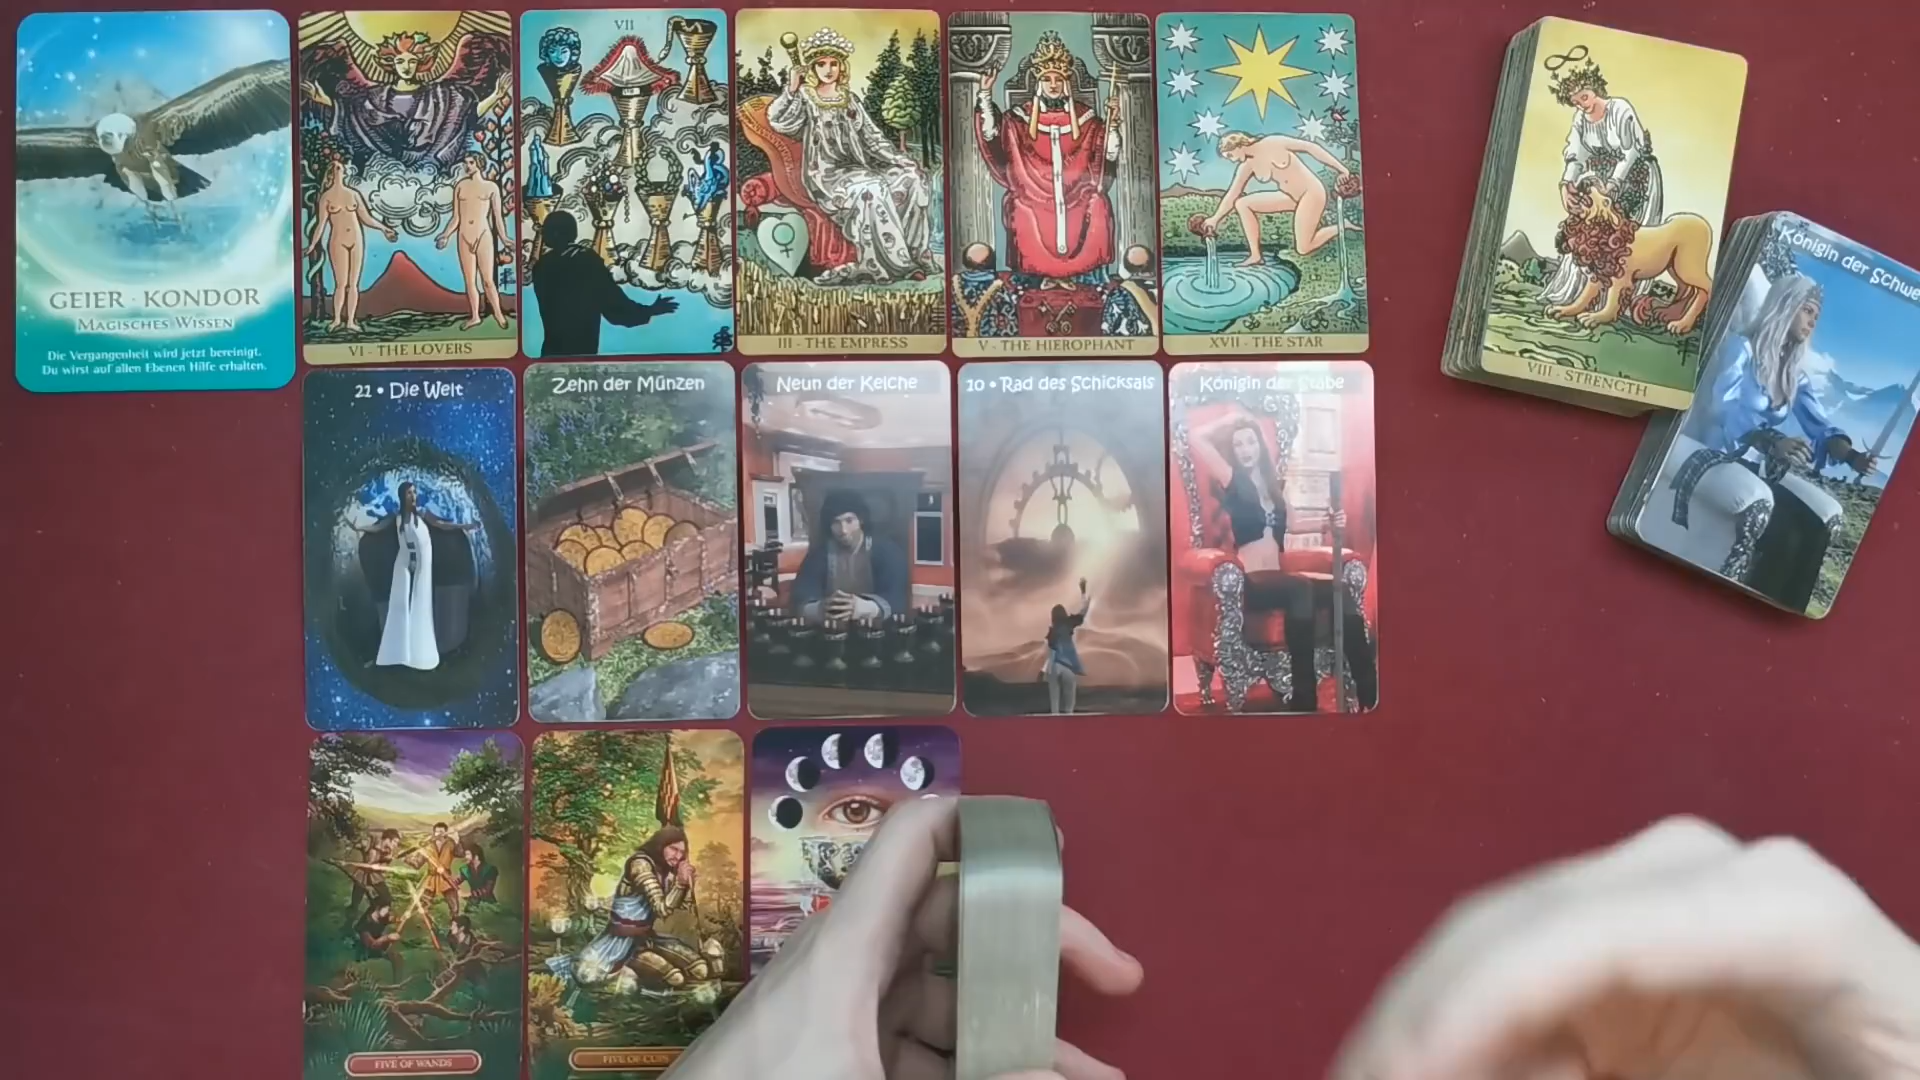 GEIER · KONDOR
MAGISCHES WISSEN
Die Vergangenheit wird jetzt bereinigt.
Du wirst auf allen Ebenen Hilfe erhalten.
VI - THE LOVERS
VII
III - THE EMPRESS
V - THE HIEROPHANT
XVII - THE STAR
VIII - STRENGTH
Königin der Schwe
21 • Die Welt
Zehn der Münzen
Neun der Kelche
10 • Rad des Schicksals
Königin der Stäbe
FIVE OF WANDS
FIVE OF CUPS